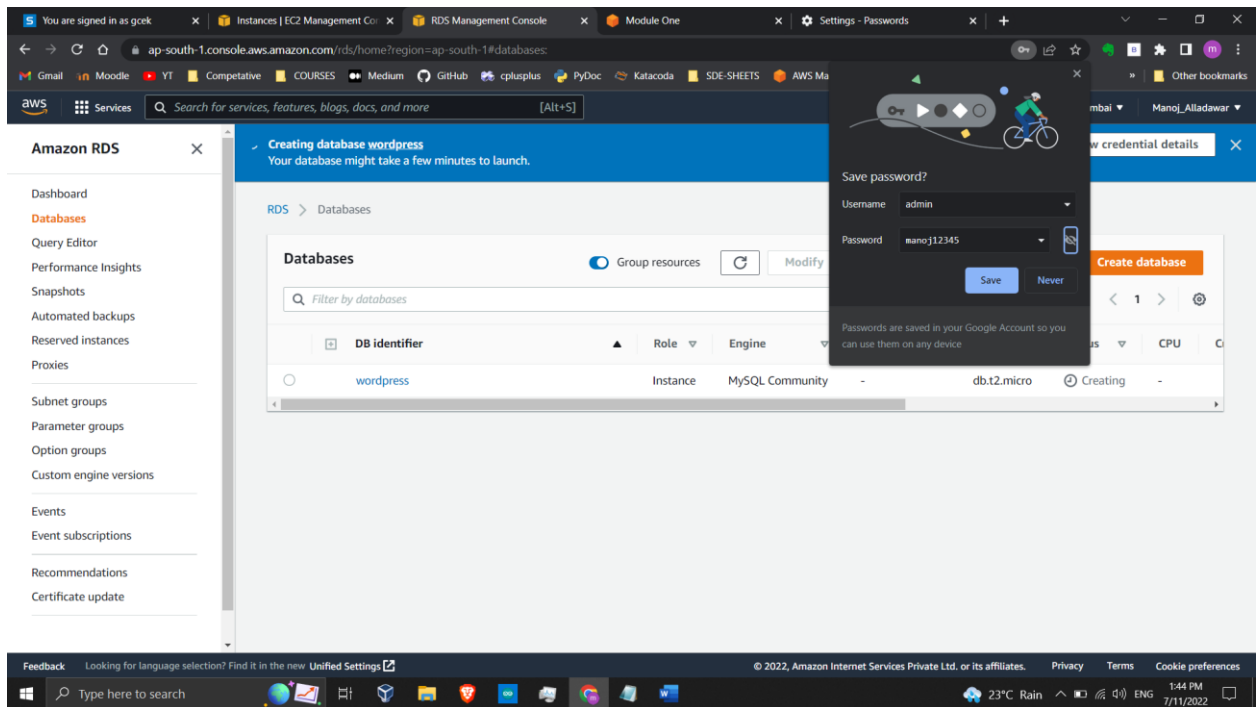 You are signed in as gcek
Instances | EC2 Management Con
RDS Management Console
Module One
Settings - Passwords
ap-south-1.console.aws.amazon.com/rds/home?region=ap-south-1#databases:
Gmail Moodle YT Competative COURSES Medium GitHub cplusplus PyDoc Katacoda SDE-SHEETS AWS Ma » Other bookmarks
aws Services Search for services, features, blogs, docs, and more [Alt+S] mbai Manoj_Alladawar
Amazon RDS
Dashboard
Databases
Query Editor
Performance Insights
Snapshots
Automated backups
Reserved instances
Proxies
Subnet groups
Parameter groups
Option groups
Custom engine versions
Events
Event subscriptions
Recommendations
Certificate update
Creating database wordpress
Your database might take a few minutes to launch.
w credential details
RDS > Databases
Databases
Group resources
Modify
Create database
Filter by databases
1
DB identifier Role Engine us CPU C
wordpress Instance MySQL Community - db.t2.micro Creating -
Save password?
Username admin
Password manoj12345
Save Never
Passwords are saved in your Google Account so you
can use them on any device
Feedback Looking for language selection? Find it in the new Unified Settings © 2022, Amazon Internet Services Private Ltd. or its affiliates. Privacy Terms Cookie preferences
Type here to search 23°C Rain ENG 1:44 PM
7/11/2022